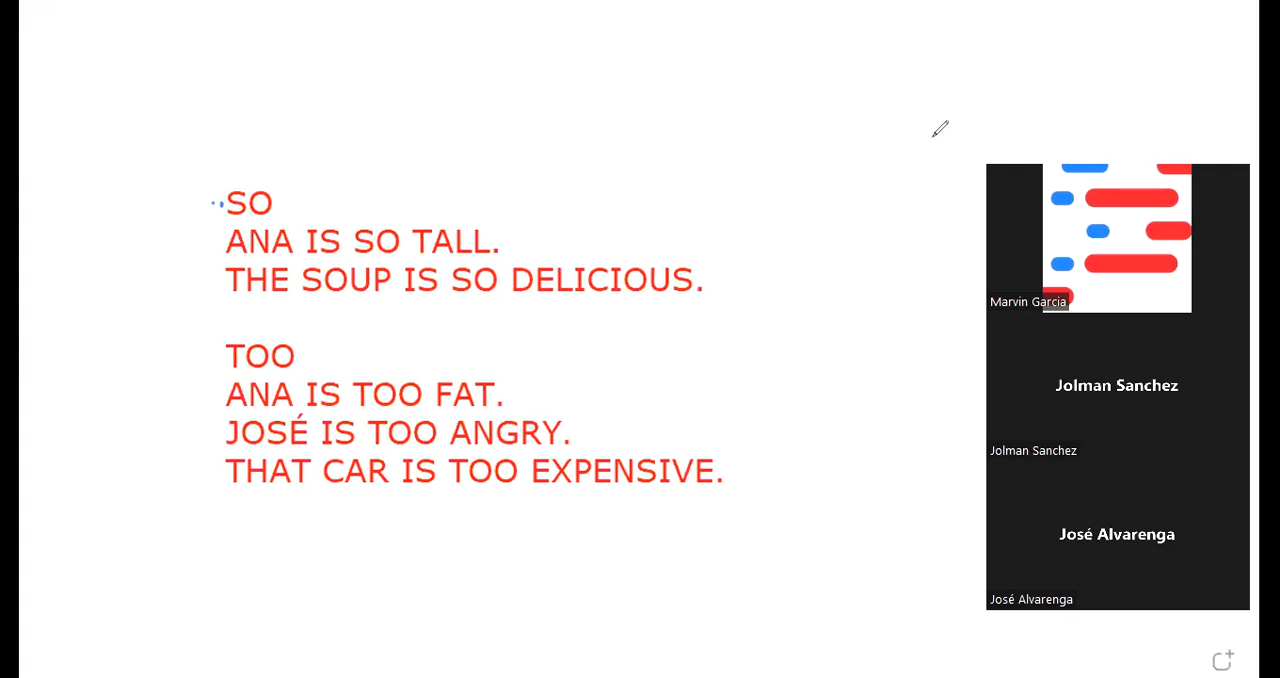 SO
ANA IS SO TALL.
THE SOUP IS SO DELICIOUS.
TOO
ANA IS TOO FAT.
JOSÉ IS TOO ANGRY.
THAT CAR IS TOO EXPENSIVE.
Marvin Garcia
Jolman Sanchez
Jolman Sanchez
José Alvarenga
José Alvarenga